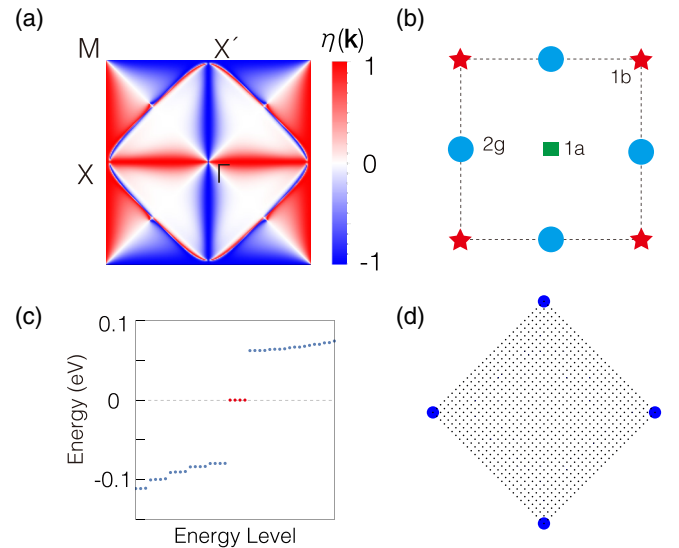 (a)
M
X´
η(k)
1
0
-1
X
Γ
(b)
1b
2g
1a
(c)
0.1
0
-0.1
Energy (eV)
Energy Level
(d)